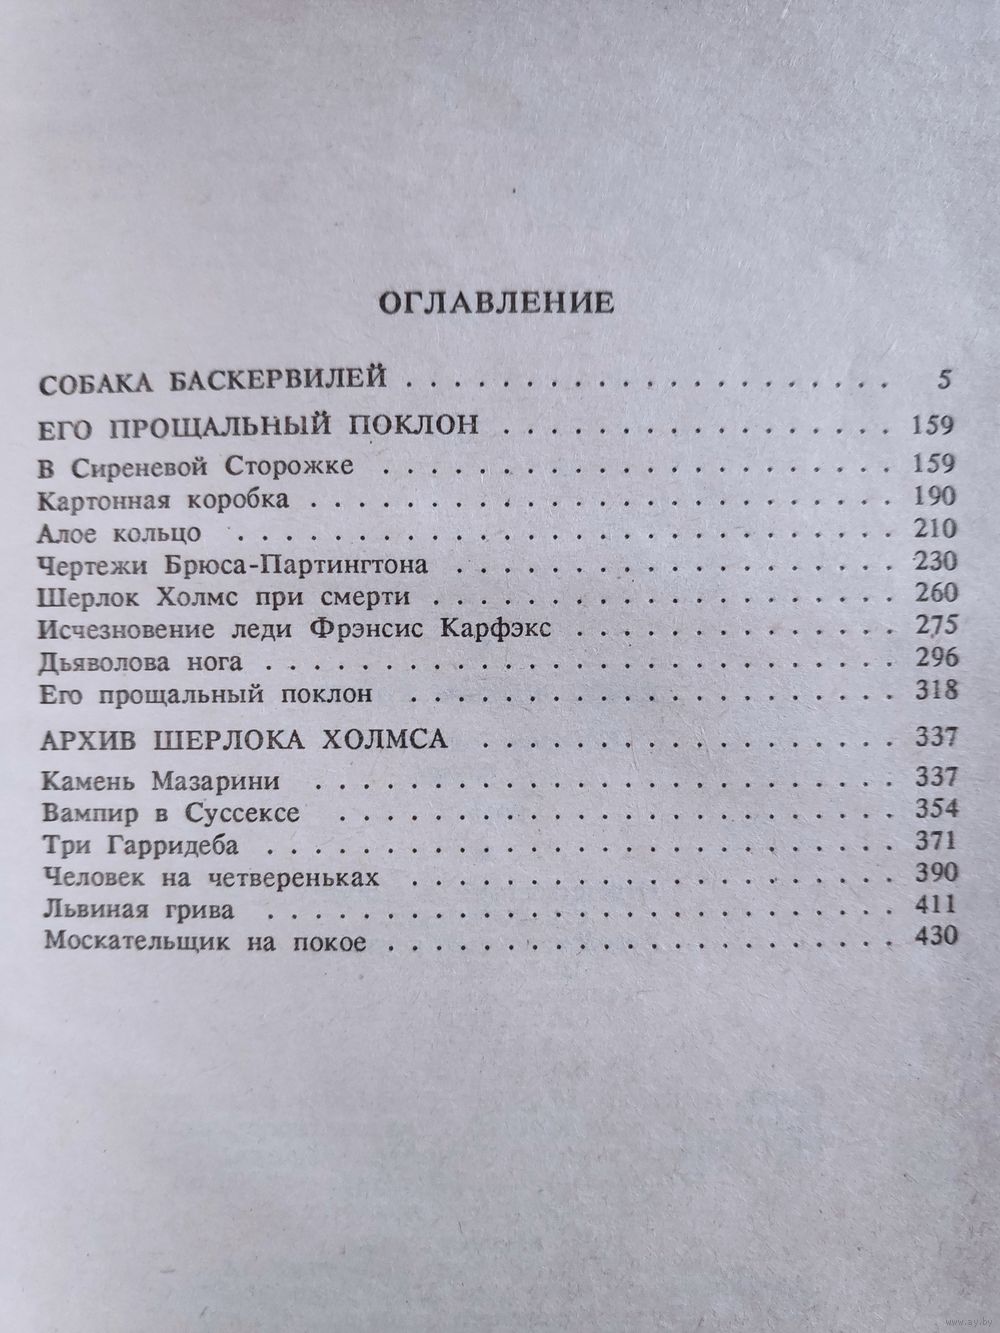 ОГЛАВЛЕНИЕ
СОБАКА БАСКЕРВИЛЕЙ . . . . . . . . . . . . . . . . . . . . 5
ЕГО ПРОЩАЛЬНЫЙ ПОКЛОН . . . . . . . . . . . . . . . 159
В Сиреневой Сторожке . . . . . . . . . . . . . . . . . . . . . 159
Картонная коробка . . . . . . . . . . . . . . . . . . . . . . . . 190
Алое кольцо . . . . . . . . . . . . . . . . . . . . . . . . . . . 210
Чертежи Брюса-Партингтона . . . . . . . . . . . . . . . . . . 230
Шерлок Холмс при смерти . . . . . . . . . . . . . . . . . . . 260
Исчезновение леди Фрэнсис Карфэкс . . . . . . . . . . . . . 275
Дьяволова нога . . . . . . . . . . . . . . . . . . . . . . . . . . 296
Его прощальный поклон . . . . . . . . . . . . . . . . . . . . 318
АРХИВ ШЕРЛОКА ХОЛМСА . . . . . . . . . . . . . . . . . 337
Камень Мазарини . . . . . . . . . . . . . . . . . . . . . . . . 337
Вампир в Суссексе . . . . . . . . . . . . . . . . . . . . . . . 354
Три Гарридеба . . . . . . . . . . . . . . . . . . . . . . . . . . 371
Человек на четвереньках . . . . . . . . . . . . . . . . . . . . 390
Львиная грива . . . . . . . . . . . . . . . . . . . . . . . . . . 411
Москательщик на покое . . . . . . . . . . . . . . . . . . . . . 430
www.ay.by